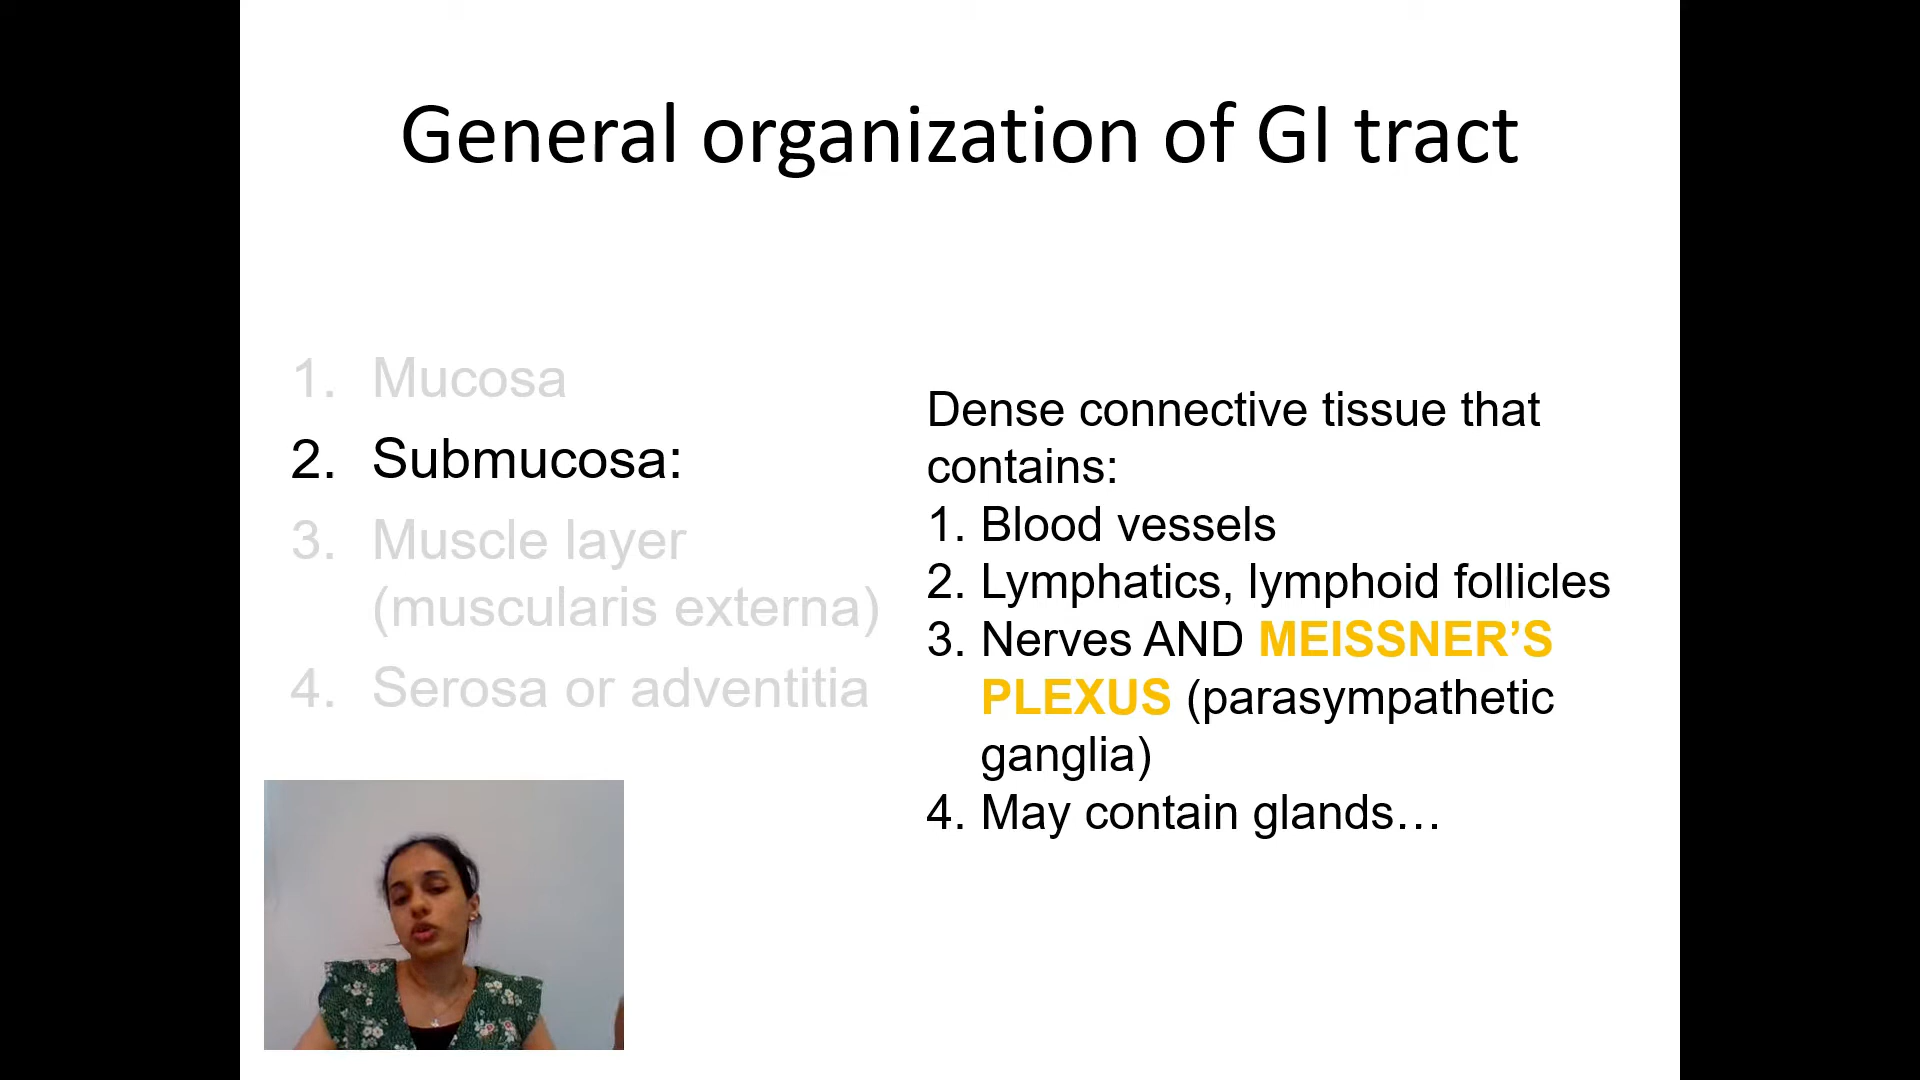 General organization of GI tract
1. Mucosa
2. Submucosa:
3. Muscle layer
(muscularis externa)
4. Serosa or adventitia
Dense connective tissue that
contains:
1. Blood vessels
2. Lymphatics, lymphoid follicles
3. Nerves AND MEISSNER’S
PLEXUS (parasympathetic
ganglia)
4. May contain glands…